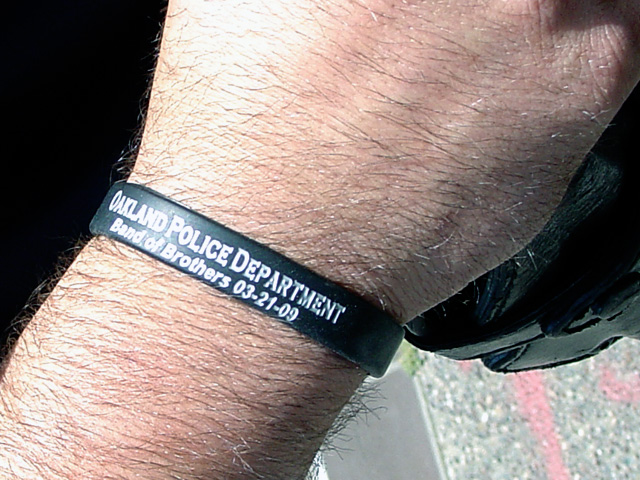 OAKLAND POLICE DEPARTMENT
Band of Brothers 03-21-09